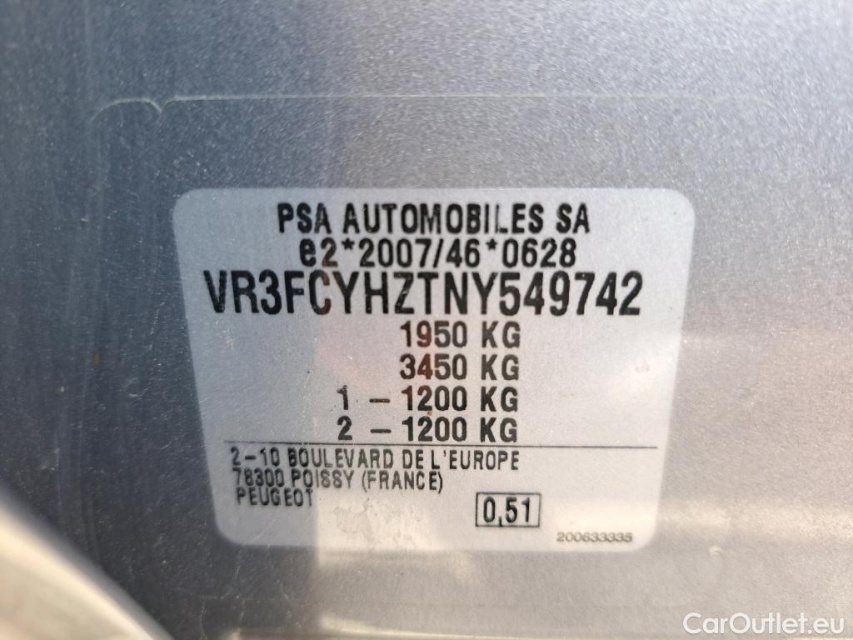 PSA AUTOMOBILES SA
e2*2007/46*0628
VR3FCYHZTNY549742
1950 KG
3450 KG
1 - 1200 KG
2 - 1200 KG
2-10 BOULEVARD DE L'EUROPE
78300 POISSY (FRANCE)
PEUGEOT
0,51
200633335
CarOutlet.eu